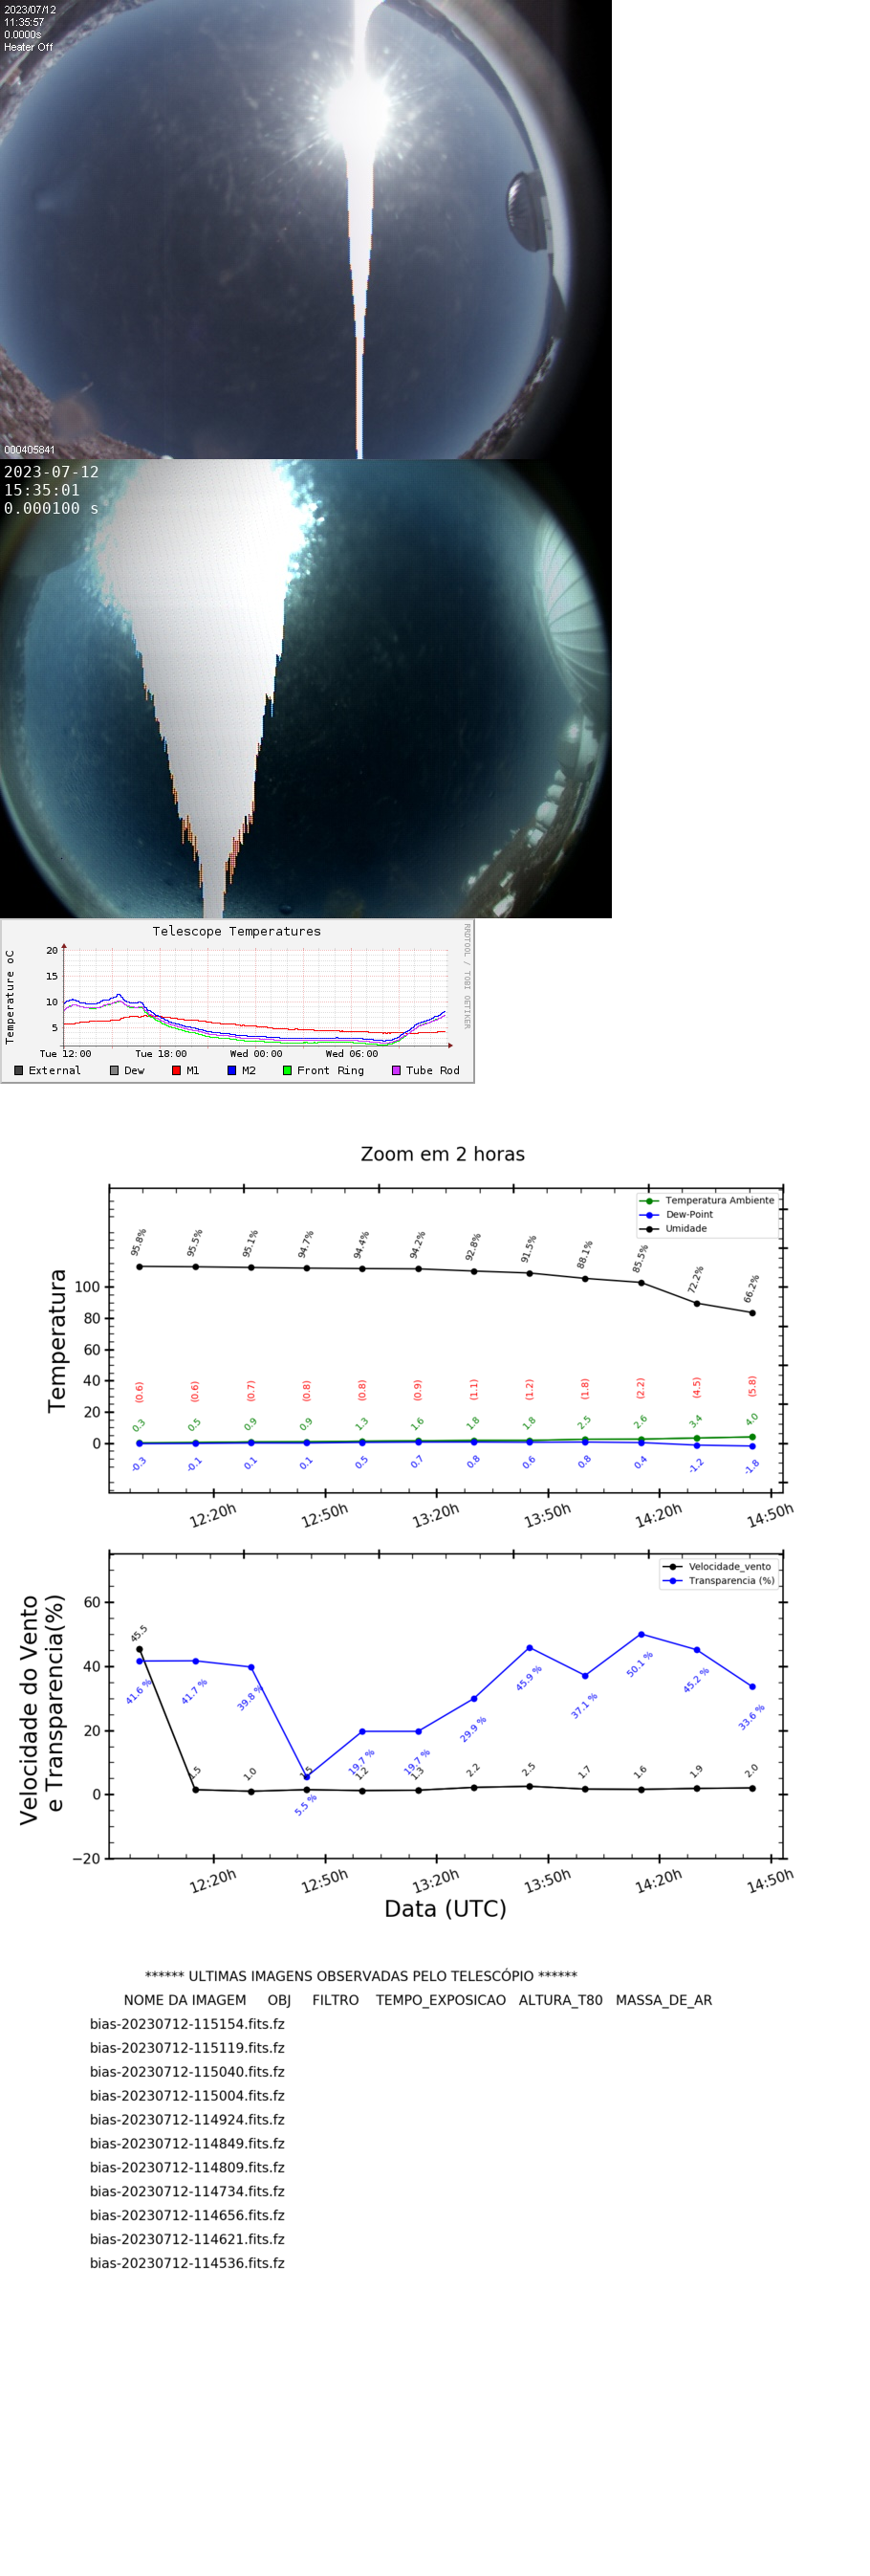 2023/07/12
11:35:57
0.0000s
Heater Off
000405841
2023-07-12
15:35:01
0.000100 s
Telescope Temperatures
RRDTOOL / TOBI OETIKER
Temperature oC
20
15
10
5
Tue 12:00 Tue 18:00 Wed 00:00 Wed 06:00
External Dew M1 M2 Front Ring Tube Rod
Zoom em 2 horas
Temperatura Ambiente
Dew-Point
Umidade
Temperatura
100
80
60
40
20
0
95.8% 95.5% 95.1% 94.7% 94.4% 94.2% 92.8% 91.5% 88.1% 85.5% 72.2% 66.2%
(0.6) (0.6) (0.7) (0.8) (0.8) (0.9) (1.1) (1.2) (1.8) (2.2) (4.5) (5.8)
0.3 0.5 0.9 0.9 1.3 1.6 1.8 1.8 2.5 2.6 3.4 4.0
-0.3 -0.1 0.1 0.1 0.5 0.7 0.8 0.6 0.8 0.4 -1.2 -1.8
12:20h 12:50h 13:20h 13:50h 14:20h 14:50h
Velocidade_vento
Transparencia (%)
Velocidade do Vento
e Transparencia(%)
60
40
20
0
−20
45.5 1.5 1.0 1.5 1.2 1.3 2.2 2.5 1.7 1.6 1.9 2.0
41.6 % 41.7 % 39.8 % 5.5 % 19.7 % 19.7 % 29.9 % 45.9 % 37.1 % 50.1 % 45.2 % 33.6 %
12:20h 12:50h 13:20h 13:50h 14:20h 14:50h
Data (UTC)
****** ULTIMAS IMAGENS OBSERVADAS PELO TELESCÓPIO ******
NOME DA IMAGEM OBJ FILTRO TEMPO_EXPOSICAO ALTURA_T80 MASSA_DE_AR
bias-20230712-115154.fits.fz
bias-20230712-115119.fits.fz
bias-20230712-115040.fits.fz
bias-20230712-115004.fits.fz
bias-20230712-114924.fits.fz
bias-20230712-114849.fits.fz
bias-20230712-114809.fits.fz
bias-20230712-114734.fits.fz
bias-20230712-114656.fits.fz
bias-20230712-114621.fits.fz
bias-20230712-114536.fits.fz